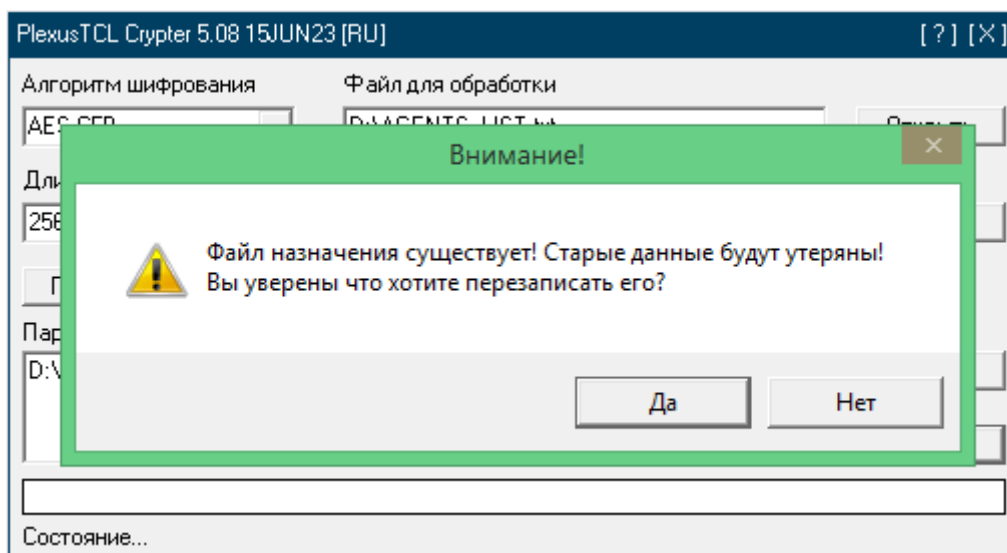 PlexusTCL Crypter 5.08 15JUN23 [RU] [ ? ] [X]
Алгоритм шифрования Файл для обработки
Внимание!
Файл назначения существует! Старые данные будут утеряны!
Вы уверены что хотите перезаписать его?
Да Нет
D:\
Состояние...